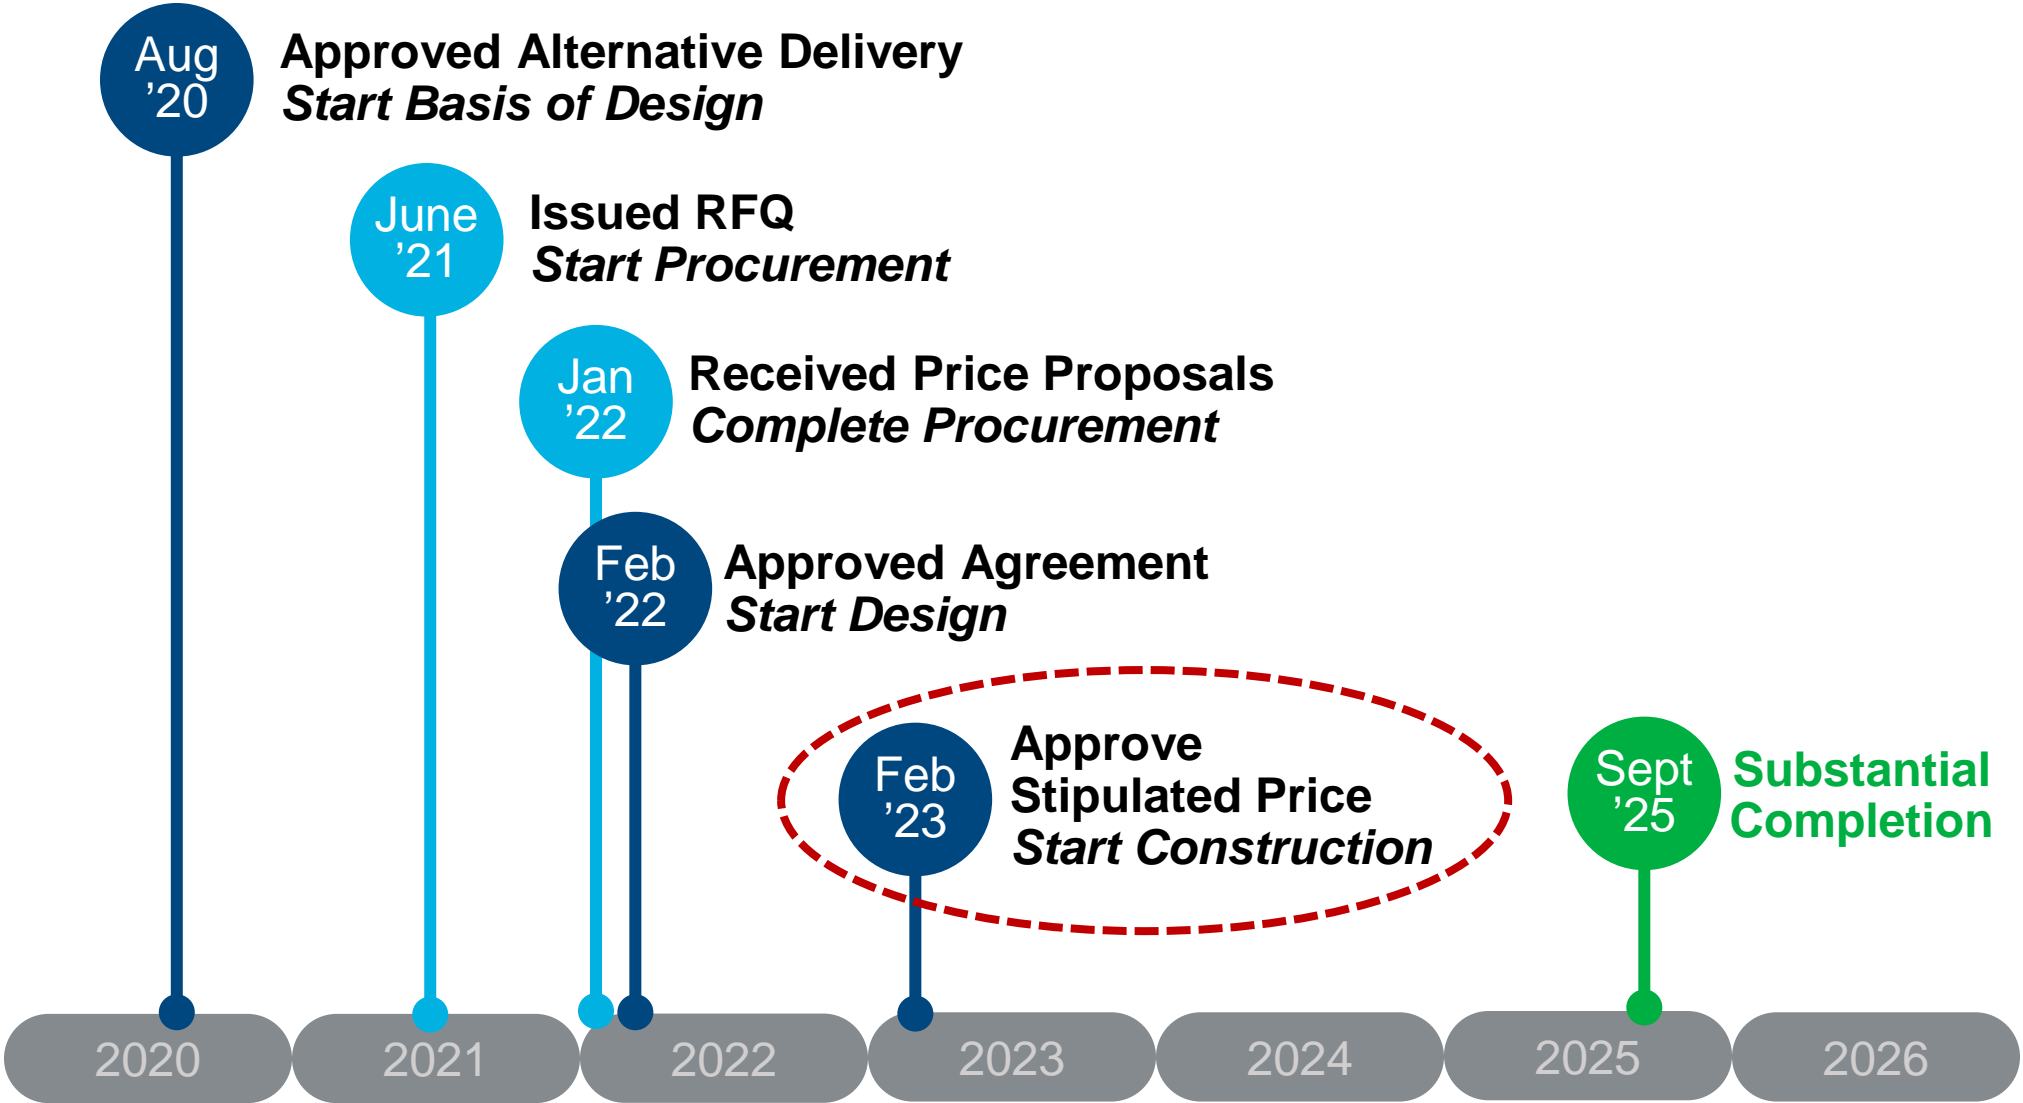 Aug
’20
Approved Alternative Delivery
Start Basis of Design
June
’21
Issued RFQ
Start Procurement
Jan
’22
Received Price Proposals
Complete Procurement
Feb
’22
Approved Agreement
Start Design
Feb
’23
Approve
Stipulated Price
Start Construction
Sept
’25
Substantial
Completion
2020
2021
2022
2023
2024
2025
2026